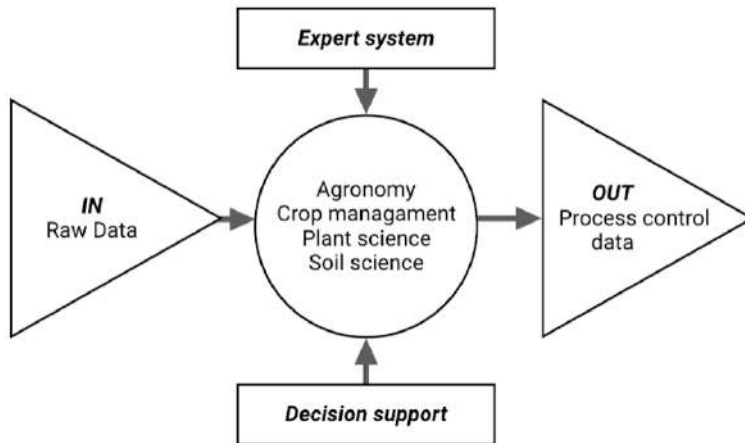 Expert system
IN
Raw Data
Agronomy
Crop managament
Plant science
Soil science
OUT
Process control
data
Decision support